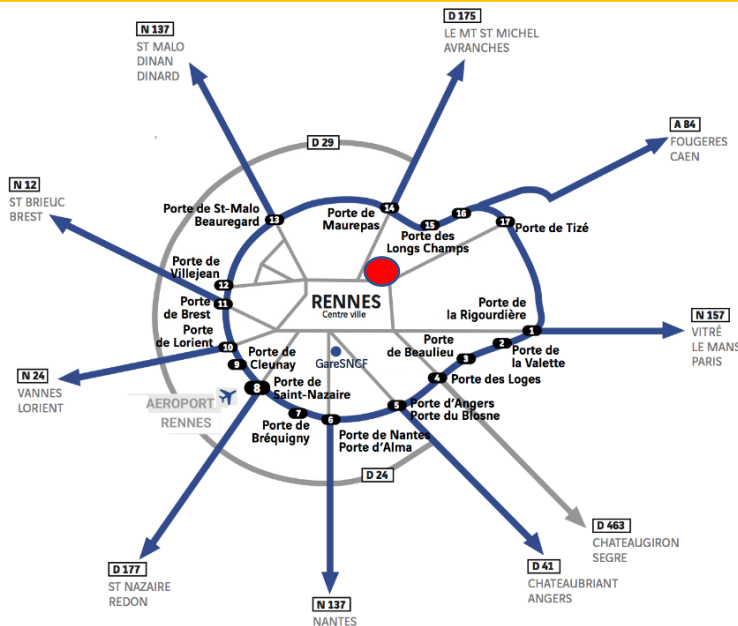 N 137
ST MALO
DINAN
DINARD
D 175
LE MT ST MICHEL
AVRANCHES
D 29
A 84
FOUGERES
CAEN
N 12
ST BRIEUC
BREST
Porte de St-Malo
Beauregard
13
14
Porte de
Maurepas
15
16
Porte des
Longs Champs
17
Porte de Tizé
Porte de
Villejean
12
11
Porte
de Brest
RENNES
Centre ville
Porte de
la Rigourdière
1
N 157
VITRÉ
LE MANS
PARIS
Porte
de Lorient
10
9
Porte de
Cleunay
GareSNCF
Porte
de Beaulieu
2
3
Porte de
la Valette
4
Porte des Loges
N 24
VANNES
LORIENT
8
Porte de
Saint-Nazaire
AEROPORT
RENNES
7
Porte de
Bréquigny
6
Porte de Nantes
Porte d'Alma
5
Porte d'Angers
Porte du Blosne
D 24
D 463
CHATEAUGIRON
SEGRE
D 177
ST NAZAIRE
REDON
D 41
CHATEAUBRIANT
ANGERS
N 137
NANTES